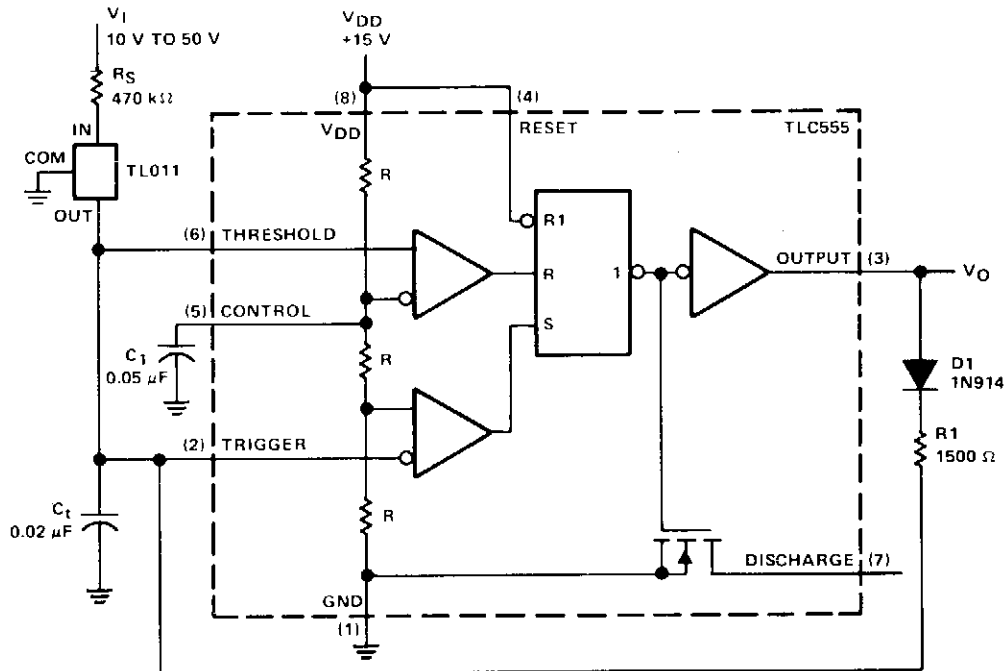 V_I
10 V TO 50 V
R_S
470 kΩ
IN
COM
TL011
OUT
V_DD
+15 V
(8)
(4)
V_DD
RESET
TLC555
R
(6) THRESHOLD
R1
R
S
1
OUTPUT (3)
V_O
(5) CONTROL
C_1
0.05 μF
R
D1
1N914
(2) TRIGGER
R1
1500 Ω
C_t
0.02 μF
R
DISCHARGE (7)
GND
(1)